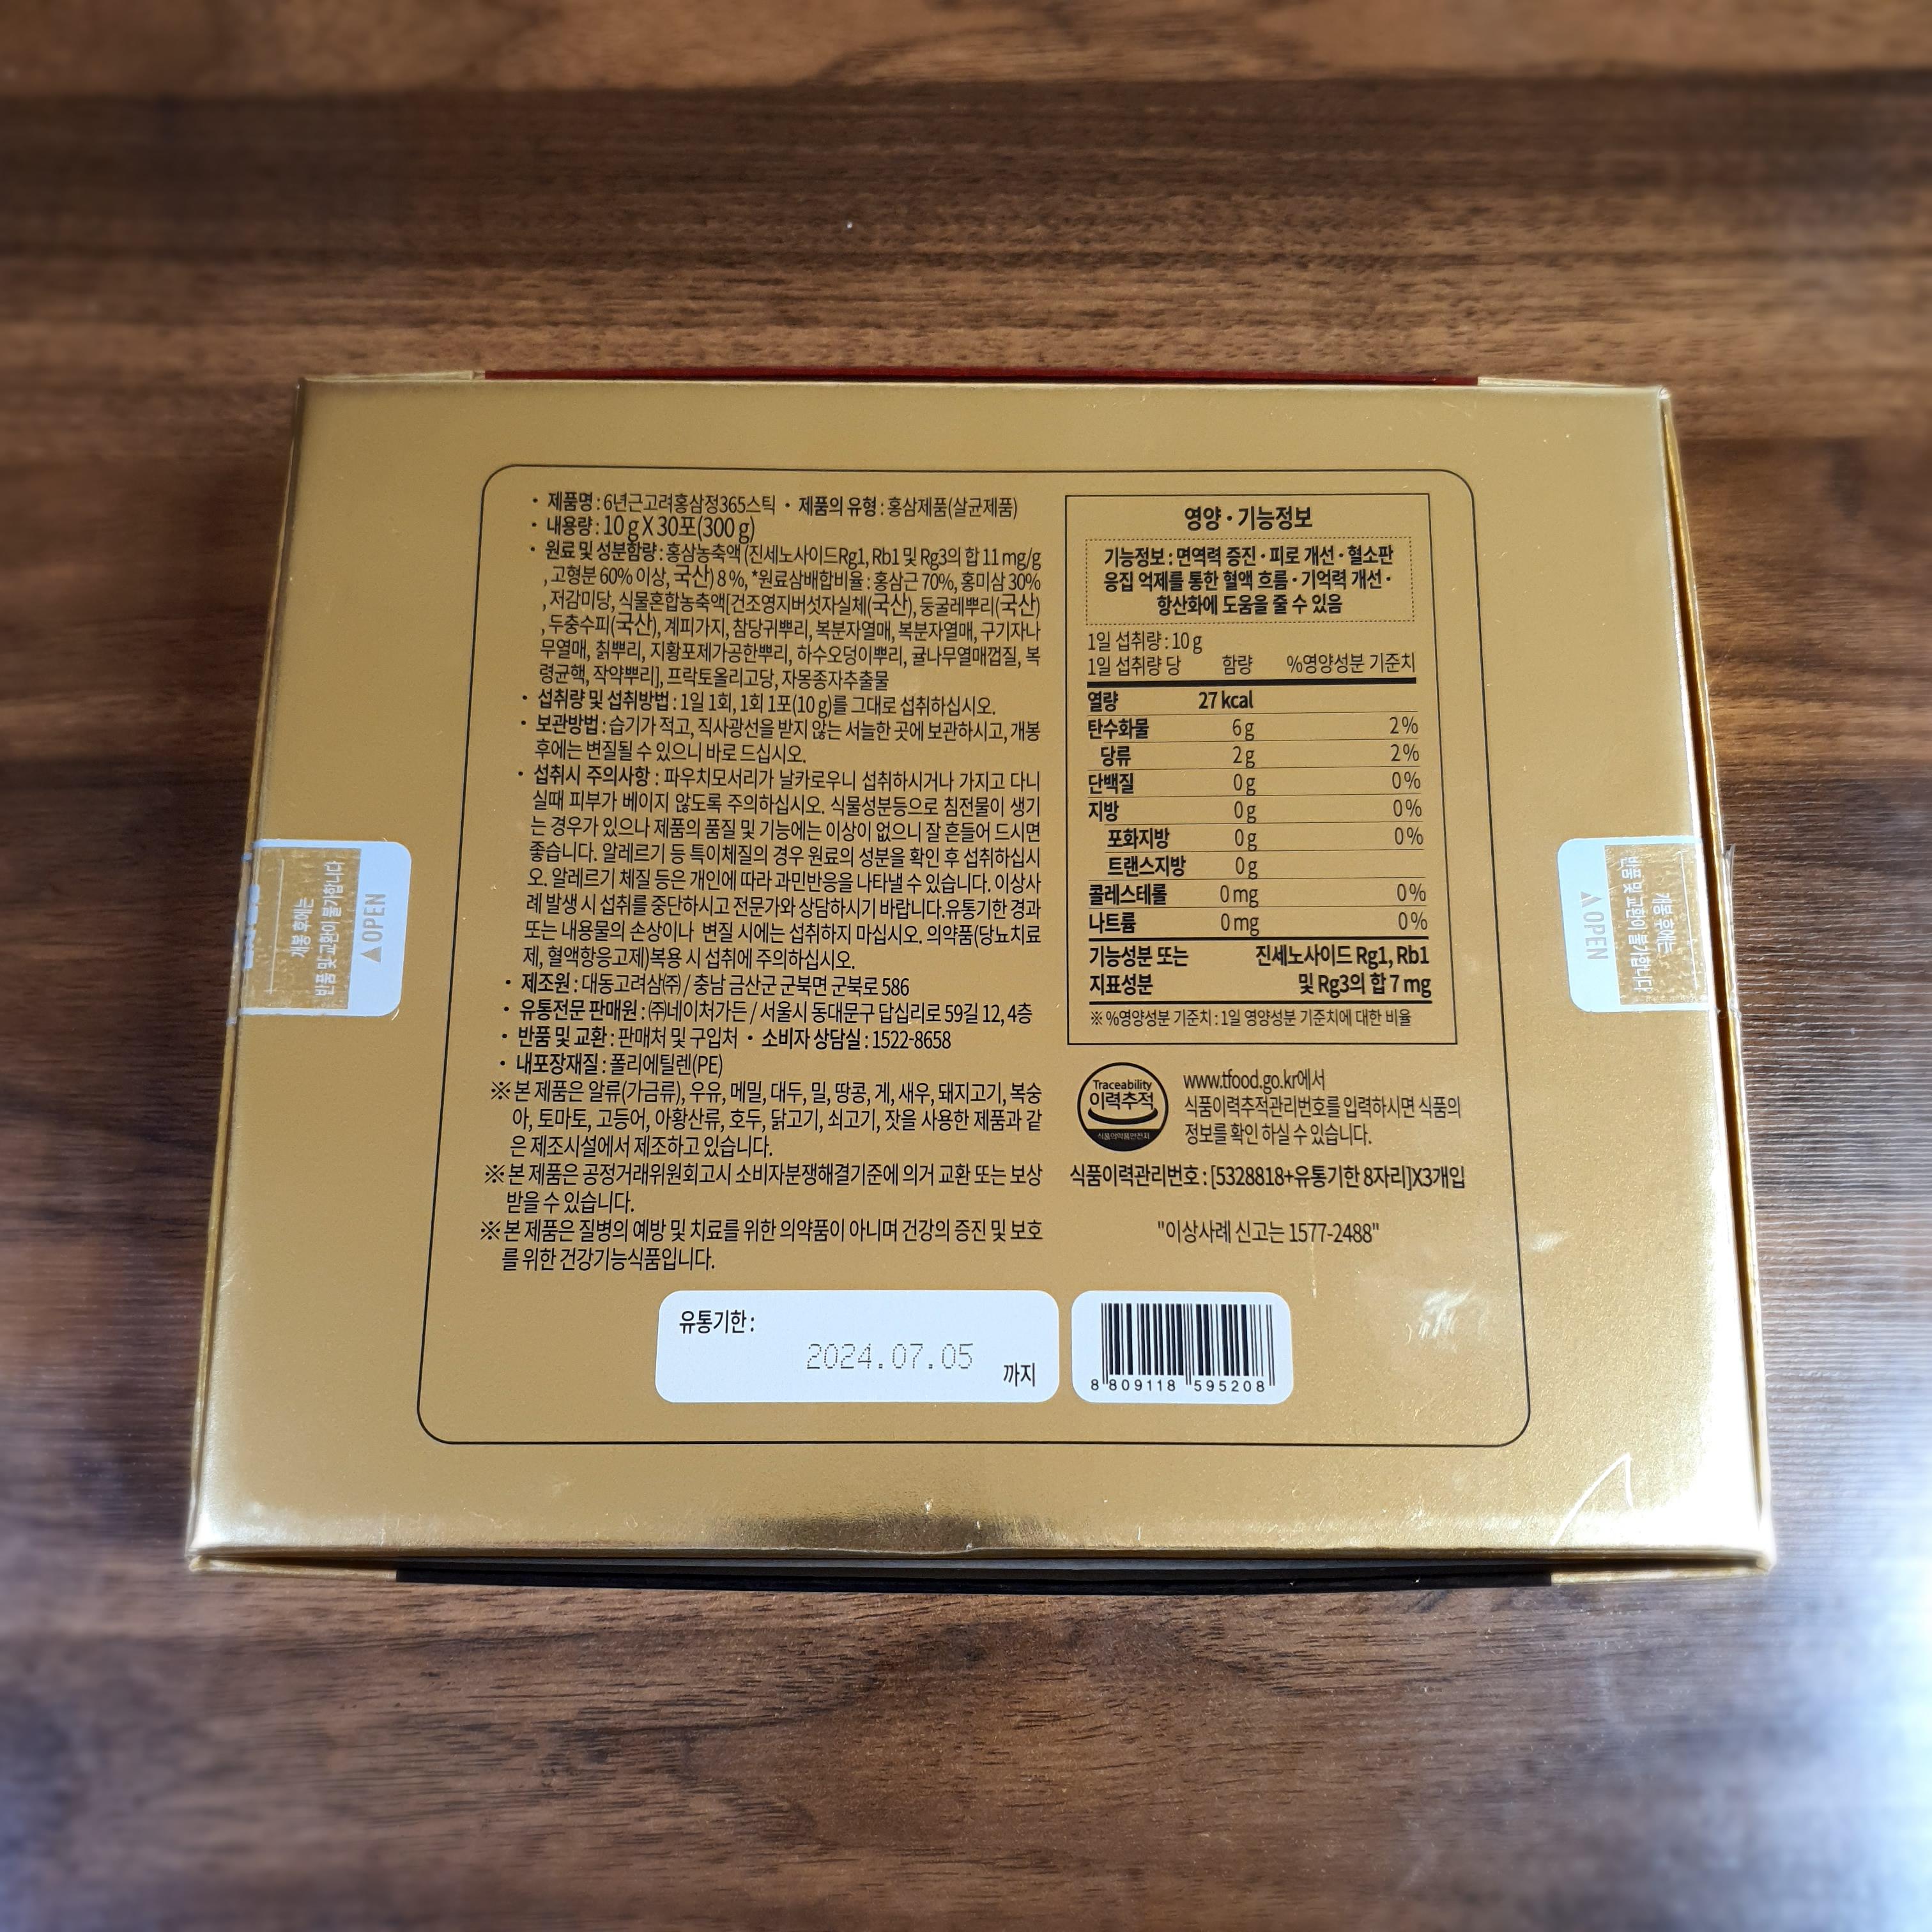 • 제품명 : 6년근고려홍삼정365스틱 • 제품의 유형 : 홍삼제품(살균제품)
• 내용량 : 10 g X 30포(300 g)
• 원료 및 성분함량 : 홍삼농축액 (진세노사이드Rg1, Rb1 및 Rg3의 합 11 mg/g
, 고형분 60% 이상, 국산) 8 %, *원료삼배합비율 : 홍삼근 70%, 홍미삼 30%
, 저감미당, 식물혼합농축액[건조영지버섯자실체(국산), 둥굴레뿌리(국산)
, 두충수피(국산), 계피가지, 참당귀뿌리, 복분자열매, 복분자열매, 구기자나
무열매, 칡뿌리, 지황포제가공한뿌리, 하수오덩이뿌리, 귤나무열매껍질, 복
령균핵, 작약뿌리], 프락토올리고당, 자몽종자추출물
• 섭취량 및 섭취방법 : 1일 1회, 1회 1포(10 g)를 그대로 섭취하십시오.
• 보관방법 : 습기가 적고, 직사광선을 받지 않는 서늘한 곳에 보관하시고, 개봉
후에는 변질될 수 있으니 바로 드십시오.
• 섭취시 주의사항 : 파우치모서리가 날카로우니 섭취하시거나 가지고 다니
실때 피부가 베이지 않도록 주의하십시오. 식물성분등으로 침전물이 생기
는 경우가 있으나 제품의 품질 및 기능에는 이상이 없으니 잘 흔들어 드시면
좋습니다. 알레르기 등 특이체질의 경우 원료의 성분을 확인 후 섭취하십시
오. 알레르기 체질 등은 개인에 따라 과민반응을 나타낼 수 있습니다. 이상사
례 발생 시 섭취를 중단하시고 전문가와 상담하시기 바랍니다.유통기한 경과
또는 내용물의 손상이나 변질 시에는 섭취하지 마십시오. 의약품(당뇨치료
제, 혈액항응고제)복용 시 섭취에 주의하십시오.
• 제조원 : 대동고려삼㈜ / 충남 금산군 군북면 군북로 586
• 유통전문 판매원 : ㈜네이처가든 / 서울시 동대문구 답십리로 59길 12, 4층
• 반품 및 교환 : 판매처 및 구입처 • 소비자 상담실 : 1522-8658
• 내포장재질 : 폴리에틸렌(PE)
※ 본 제품은 알류(가금류), 우유, 메밀, 대두, 밀, 땅콩, 게, 새우, 돼지고기, 복숭
아, 토마토, 고등어, 아황산류, 호두, 닭고기, 쇠고기, 잣을 사용한 제품과 같
은 제조시설에서 제조하고 있습니다.
※ 본 제품은 공정거래위원회고시 소비자분쟁해결기준에 의거 교환 또는 보상
받을 수 있습니다.
※ 본 제품은 질병의 예방 및 치료를 위한 의약품이 아니며 건강의 증진 및 보호
를 위한 건강기능식품입니다.
영양 · 기능정보
기능정보 : 면역력 증진 · 피로 개선 · 혈소판
응집 억제를 통한 혈액 흐름 · 기억력 개선 ·
항산화에 도움을 줄 수 있음
1일 섭취량 : 10 g
1일 섭취량 당 함량 %영양성분 기준치
열량 27 kcal
탄수화물 6 g 2 %
당류 2 g 2 %
단백질 0 g 0 %
지방 0 g 0 %
포화지방 0 g 0 %
트랜스지방 0 g
콜레스테롤 0 mg 0 %
나트륨 0 mg 0 %
기능성분 또는 진세노사이드 Rg1, Rb1
지표성분 및 Rg3의 합 7 mg
※ %영양성분 기준치 : 1일 영양성분 기준치에 대한 비율
Traceability
이력추적
식품의약품안전처
www.tfood.go.kr에서
식품이력추적관리번호를 입력하시면 식품의
정보를 확인 하실 수 있습니다.
식품이력관리번호 : [5328818+유통기한 8자리]X3개입
"이상사례 신고는 1577-2488"
유통기한 :
2024.07.05 까지
8 809118 595208
▲OPEN
개봉 후에는
반품 및 교환이 불가합니다
▲OPEN
개봉 후에는
반품 및 교환이 불가합니다